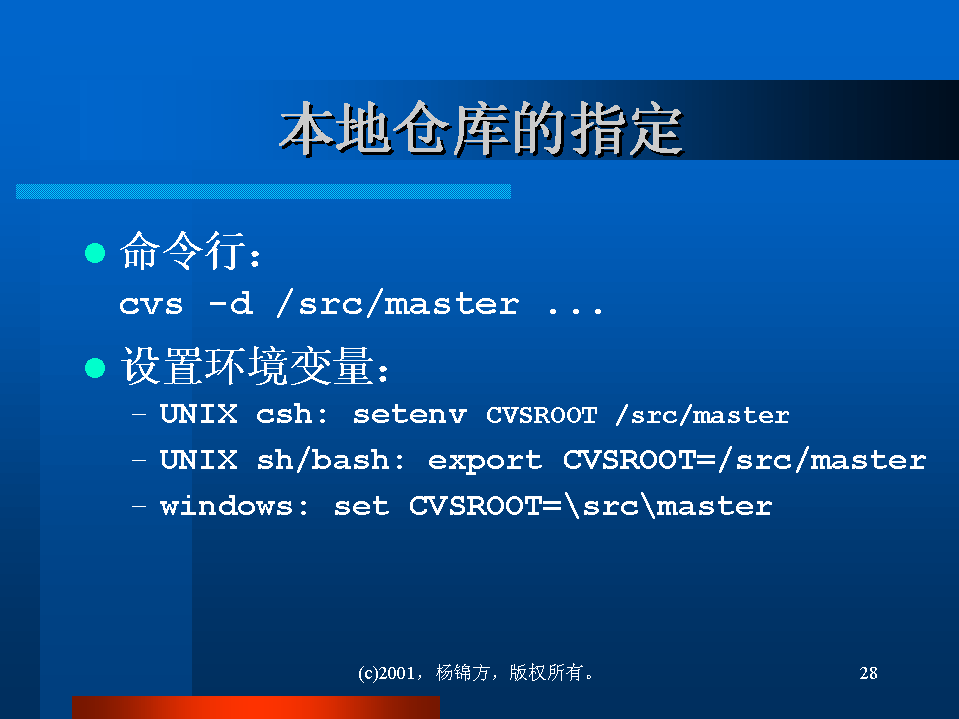 本地仓库的指定
命令行：
cvs -d /src/master ...
设置环境变量：
– UNIX csh: setenv CVSROOT /src/master
– UNIX sh/bash: export CVSROOT=/src/master
– windows: set CVSROOT=\src\master
(c)2001，杨锦方，版权所有。
28